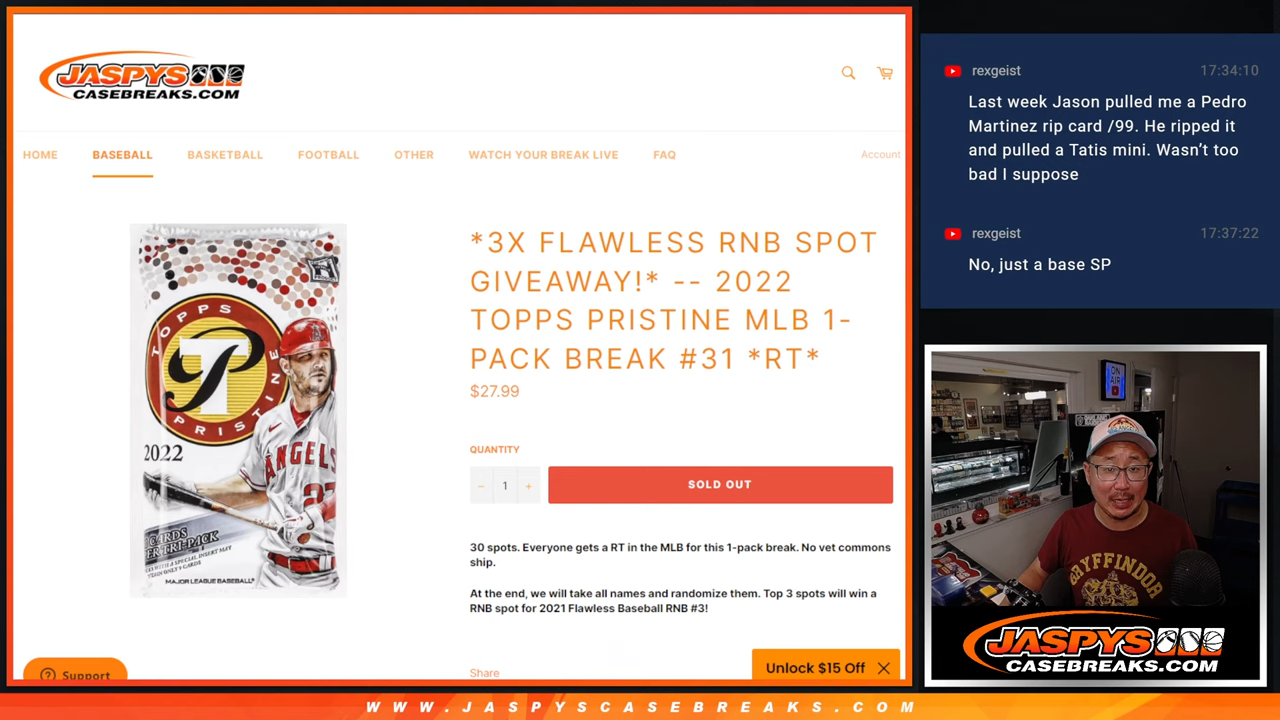 JASPYS
CASEBREAKS.COM
HOME BASEBALL BASKETBALL FOOTBALL OTHER WATCH YOUR BREAK LIVE FAQ Account
*3X FLAWLESS RNB SPOT
GIVEAWAY!* -- 2022
TOPPS PRISTINE MLB 1-
PACK BREAK #31 *RT*
$27.99
QUANTITY
− 1 +
SOLD OUT
30 spots. Everyone gets a RT in the MLB for this 1-pack break. No vet commons
ship.
At the end, we will take all names and randomize them. Top 3 spots will win a
RNB spot for 2021 Flawless Baseball RNB #3!
Share
Support
Unlock $15 Off
TOPPS
P
PRISTINE
2022
ANGELS
CARDS
TRI-PACK
MAJOR LEAGUE BASEBALL
rexgeist 17:34:10
Last week Jason pulled me a Pedro
Martinez rip card /99. He ripped it
and pulled a Tatis mini. Wasn’t too
bad I suppose
rexgeist 17:37:22
No, just a base SP
ON
AIR
GRYFFINDOR
JASPYS
CASEBREAKS.COM
WWW.JASPYSCASEBREAKS.COM